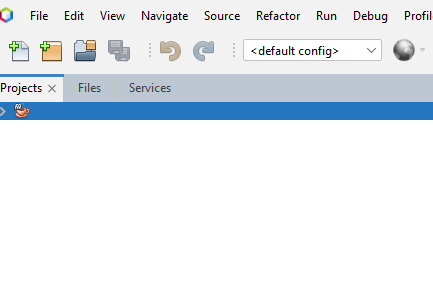 File Edit View Navigate Source Refactor Run Debug Profil
<default config>
Projects Files Services